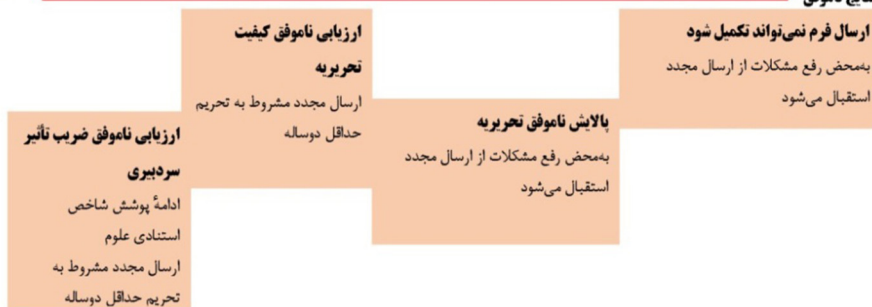 ارسال فرم نمی‌تواند تکمیل شود
به‌محض رفع مشکلات از ارسال مجدد
استقبال می‌شود
پالایش ناموفق تحریریه
به‌محض رفع مشکلات از ارسال مجدد
استقبال می‌شود
ارزیابی ناموفق کیفیت
تحریریه
ارسال مجدد مشروط به تحریم
حداقل دوساله
ارزیابی ناموفق ضریب تأثیر
سردبیری
ادامهٔ پوشش شاخص
استنادی علوم
ارسال مجدد مشروط به
تحریم حداقل دوساله